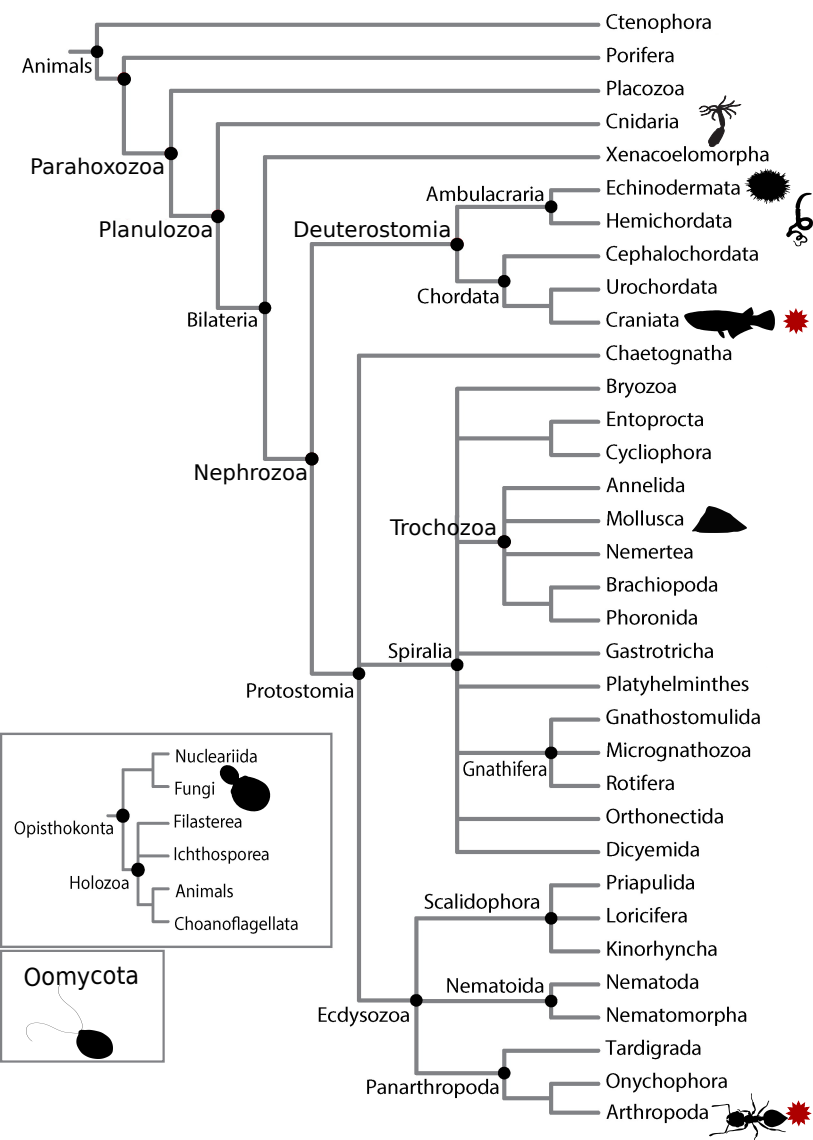 Ctenophora
Animals
Porifera
Placozoa
Parahoxozoa
Cnidaria
Planulozoa
Xenacoelomorpha
Bilateria
Ambulacraria
Echinodermata
Hemichordata
Deuterostomia
Cephalochordata
Chordata
Urochordata
Craniata
Nephrozoa
Chaetognatha
Bryozoa
Entoprocta
Cycliophora
Annelida
Trochozoa
Mollusca
Nemertea
Brachiopoda
Phoronida
Spiralia
Gastrotricha
Protostomia
Platyhelminthes
Gnathostomulida
Gnathifera
Micrognathozoa
Rotifera
Orthonectida
Dicyemida
Priapulida
Scalidophora
Loricifera
Kinorhyncha
Nematoida
Nematoda
Nematomorpha
Ecdysozoa
Tardigrada
Panarthropoda
Onychophora
Arthropoda
Nucleariida
Fungi
Opisthokonta
Filasterea
Ichthosporea
Holozoa
Animals
Choanoflagellata
Oomycota